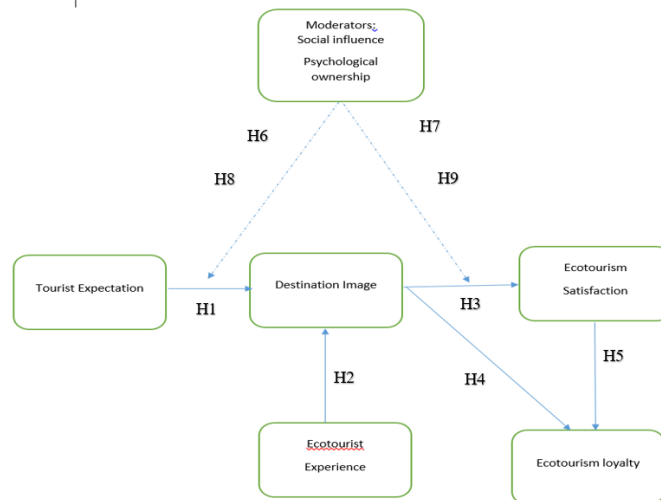 Moderators:
Social influence
Psychological
ownership
H6
H7
H8
H9
Tourist Expectation
H1
Destination Image
H3
Ecotourism
Satisfaction
H2
H4
H5
Ecotourist
Experience
Ecotourism loyalty